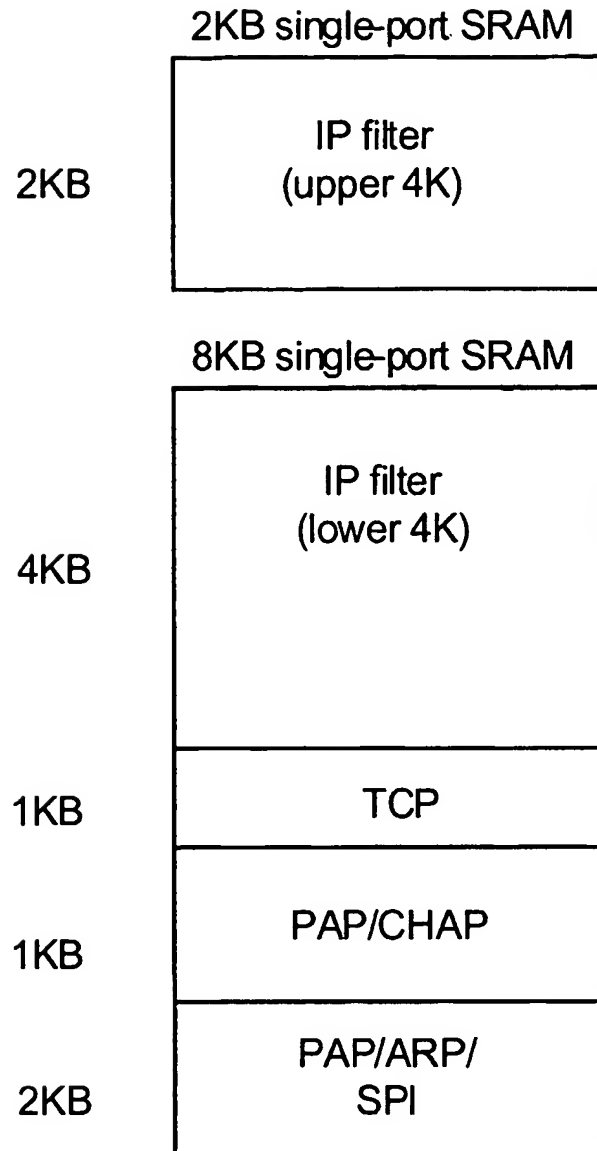 2KB single-port SRAM
2KB
IP filter
(upper 4K)
8KB single-port SRAM
4KB
IP filter
(lower 4K)
1KB
TCP
1KB
PAP/CHAP
2KB
PAP/ARP/
SPI